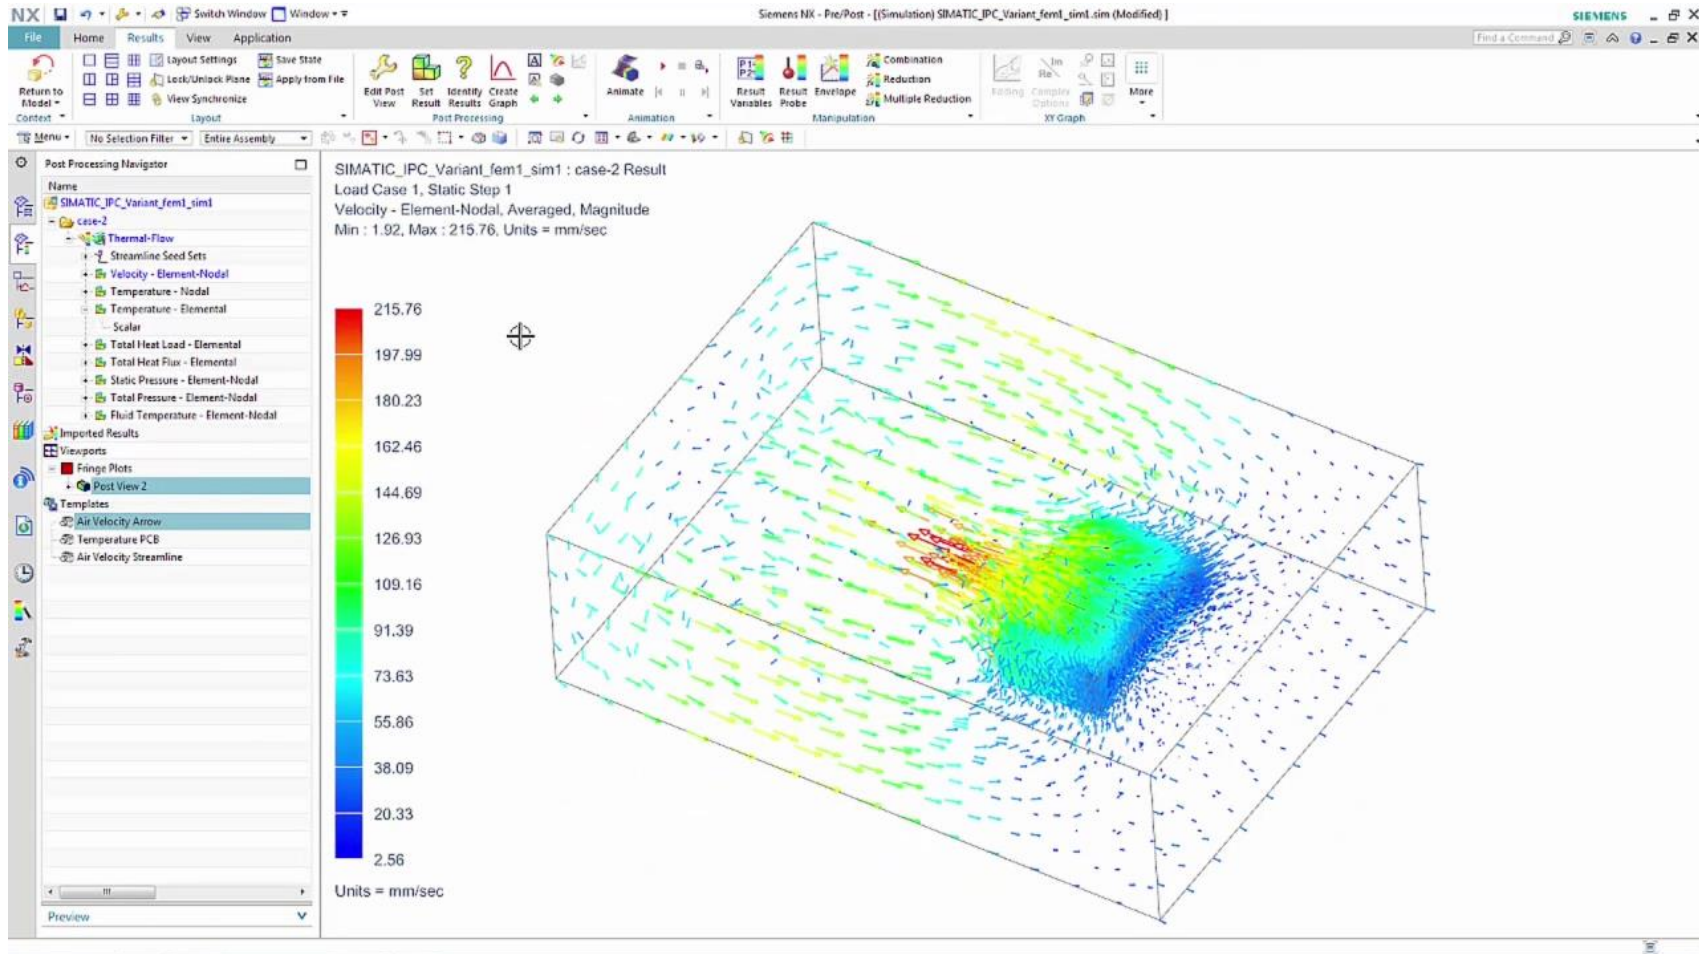 NX Switch Window Window Siemens NX - Pre/Post - [(Simulation) SIMATIC_IPC_Variant_fem1_sim1.sim (Modified) ] SIEMENS
File Home Results View Application Find a Command
Layout Settings Save State
Lock/Unlock Plane Apply from File
View Synchronize
Return to Model
Edit Post View
Set Result
Identify Results
Create Graph
Animate
Result Variables
Result Probe
Envelope
Combination
Reduction
Multiple Reduction
Editing
Complex Options
More
Context Layout Post Processing Animation Manipulation XY Graph
Menu No Selection Filter Entire Assembly
Post Processing Navigator
Name
SIMATIC_IPC_Variant_fem1_sim1
case-2
Thermal-Flow
Streamline Seed Sets
Velocity - Element-Nodal
Temperature - Nodal
Temperature - Elemental
Scalar
Total Heat Load - Elemental
Total Heat Flux - Elemental
Static Pressure - Element-Nodal
Total Pressure - Element-Nodal
Fluid Temperature - Element-Nodal
Imported Results
Viewports
Fringe Plots
Post View 2
Templates
Air Velocity Arrow
Temperature PCB
Air Velocity Streamline
Preview
SIMATIC_IPC_Variant_fem1_sim1 : case-2 Result
Load Case 1, Static Step 1
Velocity - Element-Nodal, Averaged, Magnitude
Min : 1.92, Max : 215.76, Units = mm/sec
215.76
197.99
180.23
162.46
144.69
126.93
109.16
91.39
73.63
55.86
38.09
20.33
2.56
Units = mm/sec